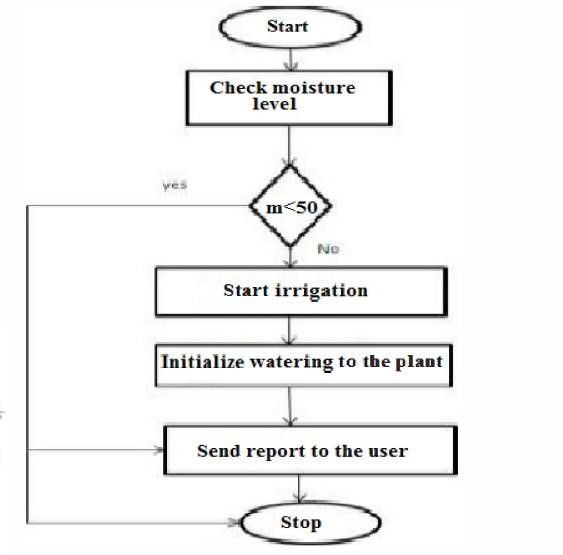 Start
Check moisture
level
yes
m<50
No
Start irrigation
Initialize watering to the plant
Send report to the user
Stop